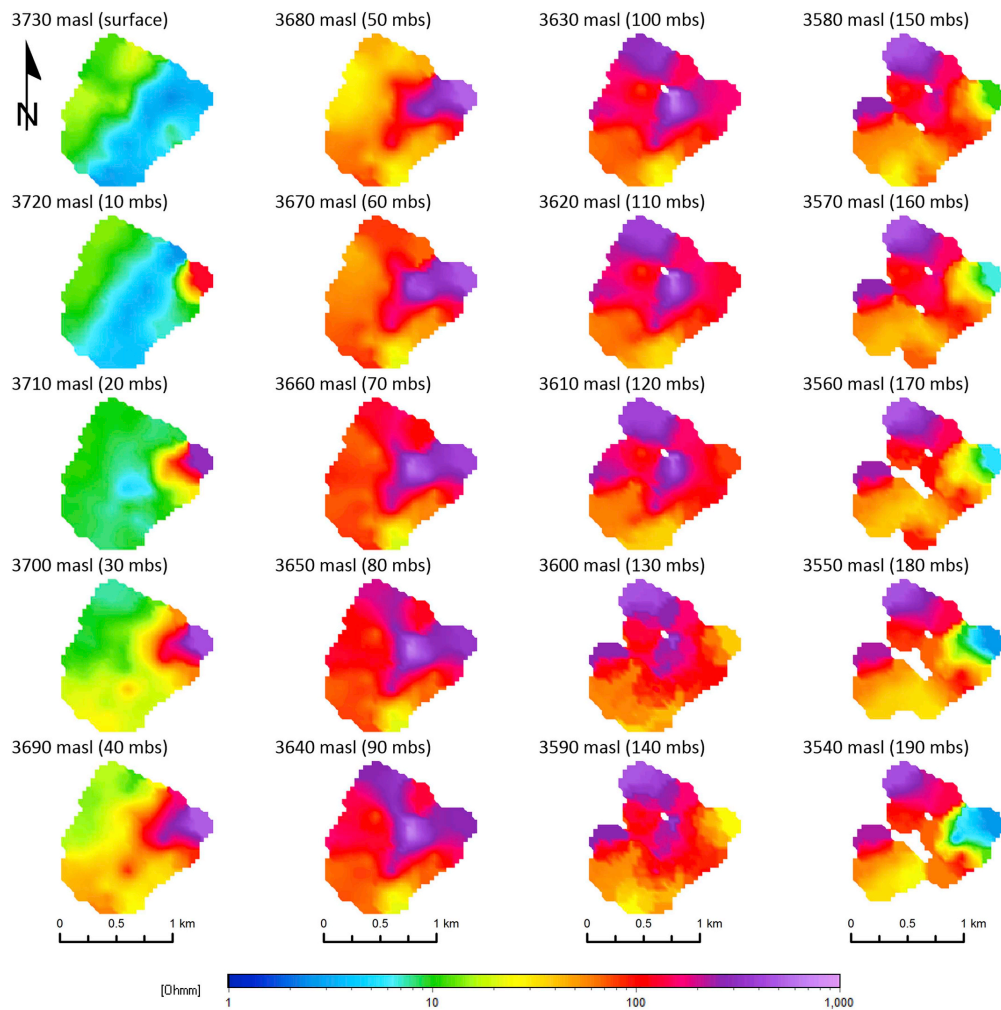 3730 masl (surface) 3680 masl (50 mbs) 3630 masl (100 mbs) 3580 masl (150 mbs)
N
3720 masl (10 mbs) 3670 masl (60 mbs) 3620 masl (110 mbs) 3570 masl (160 mbs)
3710 masl (20 mbs) 3660 masl (70 mbs) 3610 masl (120 mbs) 3560 masl (170 mbs)
3700 masl (30 mbs) 3650 masl (80 mbs) 3600 masl (130 mbs) 3550 masl (180 mbs)
3690 masl (40 mbs) 3640 masl (90 mbs) 3590 masl (140 mbs) 3540 masl (190 mbs)
0 0.5 1 km 0 0.5 1 km 0 0.5 1 km 0 0.5 1 km
[Ohmm]
1 10 100 1,000